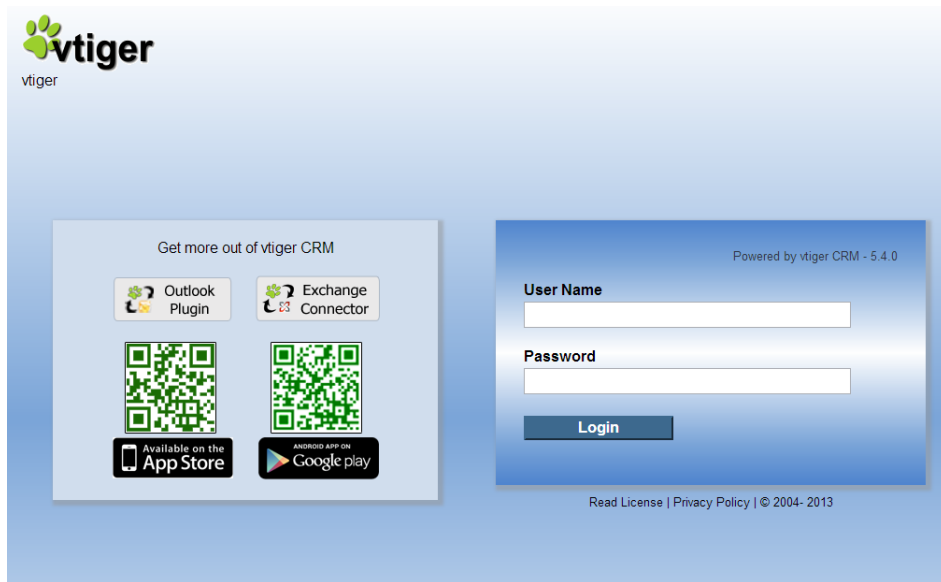 vtiger
vtiger
Get more out of vtiger CRM
Outlook
Plugin
Exchange
Connector
Available on the
App Store
ANDROID APP ON
Google play
Powered by vtiger CRM - 5.4.0
User Name
Password
Login
Read License | Privacy Policy | © 2004- 2013